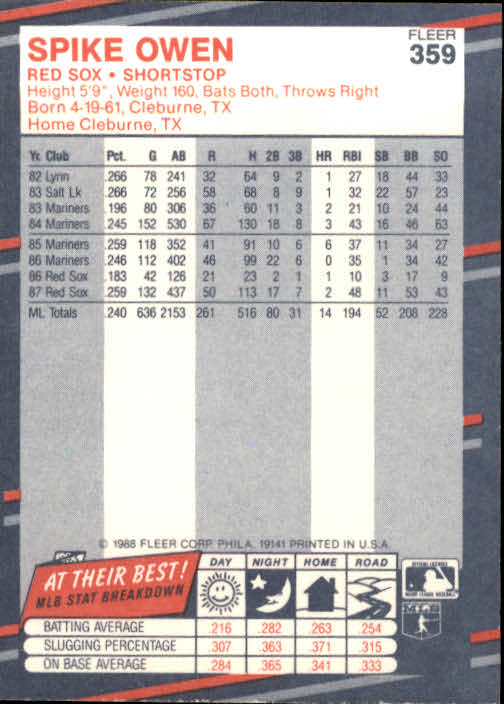 SPIKE OWEN
FLEER
359
RED SOX • SHORTSTOP
Height 5'9", Weight 160, Bats Both, Throws Right
Born 4-19-61, Cleburne, TX
Home Cleburne, TX
Yr. Club Pct. G AB R H 2B 3B HR RBI SB BB SO
82 Lynn .266 78 241 32 64 9 2 1 27 18 44 33
83 Salt Lk .266 72 256 58 68 8 9 1 32 22 57 23
83 Mariners .196 80 306 36 60 11 3 2 21 10 24 44
84 Mariners .245 152 530 67 130 18 8 3 43 16 46 63
85 Mariners .259 118 352 41 91 10 6 6 37 11 34 27
86 Mariners .246 112 402 46 99 22 6 0 35 1 34 42
86 Red Sox .183 42 126 21 23 2 1 1 10 3 17 9
87 Red Sox .259 132 437 50 113 17 7 2 48 11 53 43
ML Totals .240 636 2153 261 516 80 31 14 194 52 208 228
© 1988 FLEER CORP. PHILA. 19141 PRINTED IN U.S.A.
AT THEIR BEST!
MLB STAT BREAKDOWN
DAY NIGHT HOME ROAD
BATTING AVERAGE .216 .282 .263 .254
SLUGGING PERCENTAGE .307 .363 .371 .315
ON BASE AVERAGE .284 .365 .341 .333
OFFICIAL LICENSEE
MAJOR LEAGUE BASEBALL
MLB